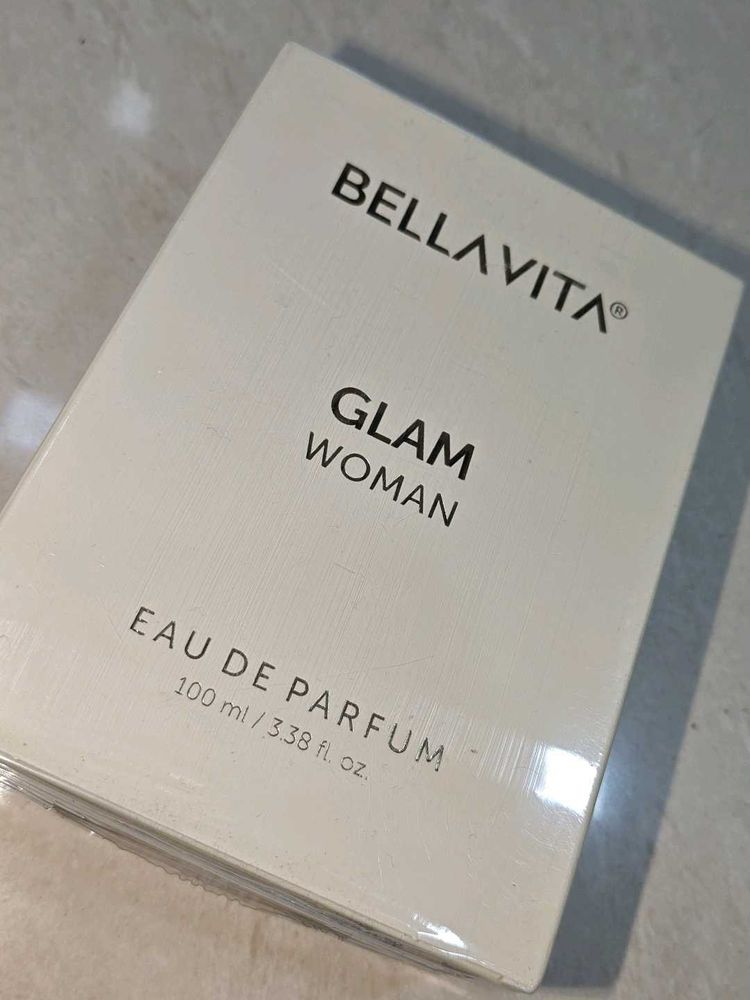 BELLAVITA®
GLAM
WOMAN
EAU DE PARFUM
100 ml / 3.38 fl. oz.